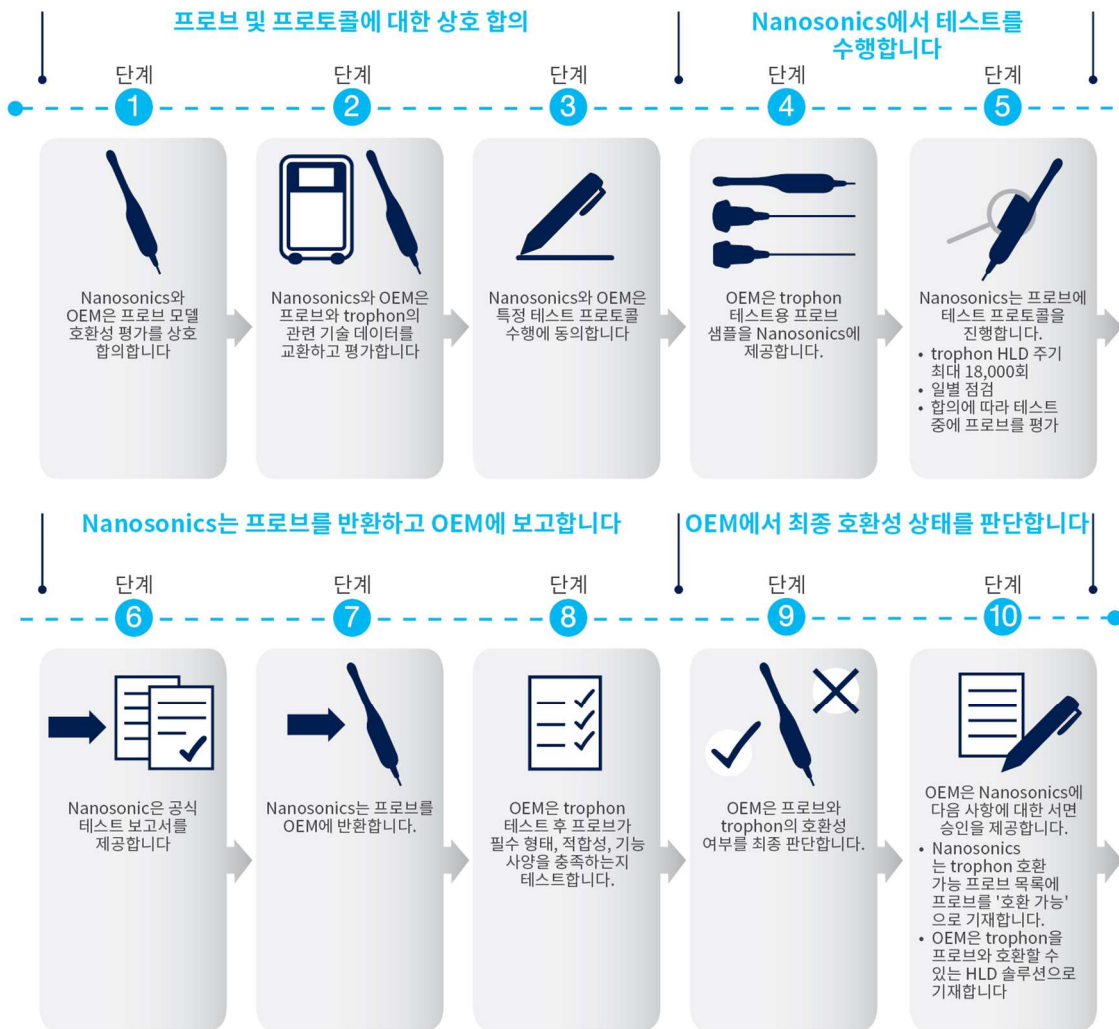 프로브 및 프로토콜에 대한 상호 합의
Nanosonics에서 테스트를
수행합니다
단계
1
Nanosonics와
OEM은 프로브 모델
호환성 평가를 상호
합의합니다
단계
2
Nanosonics와 OEM은
프로브와 trophon의
관련 기술 데이터를
교환하고 평가합니다
단계
3
Nanosonics와 OEM은
특정 테스트 프로토콜
수행에 동의합니다
단계
4
OEM은 trophon
테스트용 프로브
샘플을 Nanosonics에
제공합니다.
단계
5
Nanosonics는 프로브에
테스트 프로토콜을
진행합니다.
• trophon HLD 주기
최대 18,000회
• 일별 점검
• 합의에 따라 테스트
중에 프로브를 평가
Nanosonics는 프로브를 반환하고 OEM에 보고합니다
OEM에서 최종 호환성 상태를 판단합니다
단계
6
Nanosonic은 공식
테스트 보고서를
제공합니다
단계
7
Nanosonics는 프로브를
OEM에 반환합니다.
단계
8
OEM은 trophon
테스트 후 프로브가
필수 형태, 적합성, 기능
사양을 충족하는지
테스트합니다.
단계
9
OEM은 프로브와
trophon의 호환성
여부를 최종 판단합니다.
단계
10
OEM은 Nanosonics에
다음 사항에 대한 서면
승인을 제공합니다.
• Nanosonics
는 trophon 호환
가능 프로브 목록에
프로브를 '호환 가능'
으로 기재합니다.
• OEM은 trophon을
프로브와 호환할 수
있는 HLD 솔루션으로
기재합니다